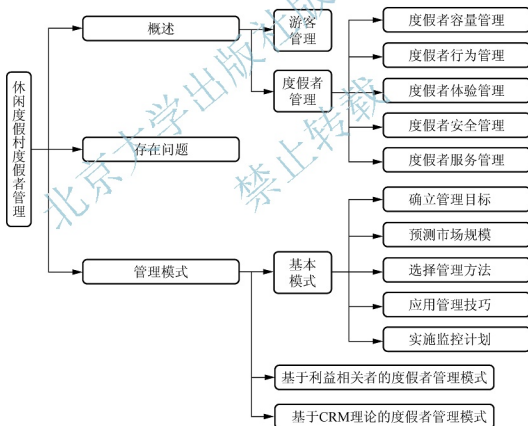 休闲度假村度假者管理
概述
游客
管理
度假者
管理
度假者容量管理
度假者行为管理
度假者体验管理
度假者安全管理
度假者服务管理
存在问题
管理模式
基本
模式
确立管理目标
预测市场规模
选择管理方法
应用管理技巧
实施监控计划
基于利益相关者的度假者管理模式
基于CRM理论的度假者管理模式
北京大学出版社版
禁止转载